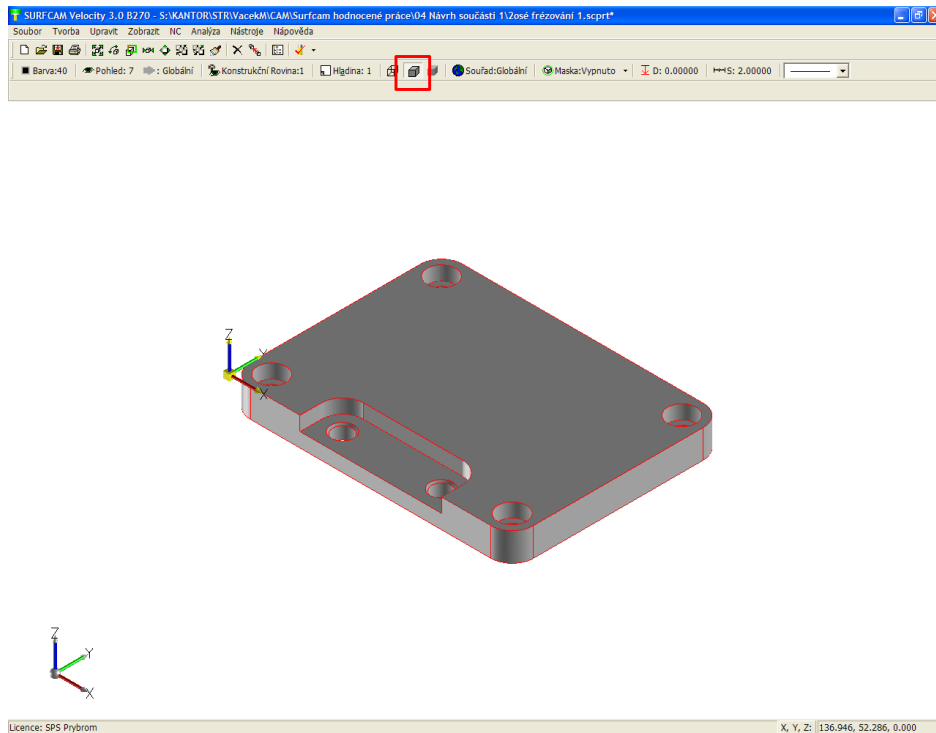 SURFCAM Velocity 3.0 B270 - S:\KANTOR\STR\VacekM\CAM\Surfcam hodnocené práce\04 Návrh součásti 1\2osé frézování 1.scprt*
Soubor Tvorba Upravit Zobrazit NC Analýza Nástroje Nápověda
Barva:40 Pohled: 7 : Globální Konstrukční Rovina:1 Hladina: 1 Souřad:Globální Maska:Vypnuto D: 0.00000 S: 2.00000
Z
Y
X
Z
Y
X
Licence: SPS Prybrom X, Y, Z: 136.946, 52.286, 0.000